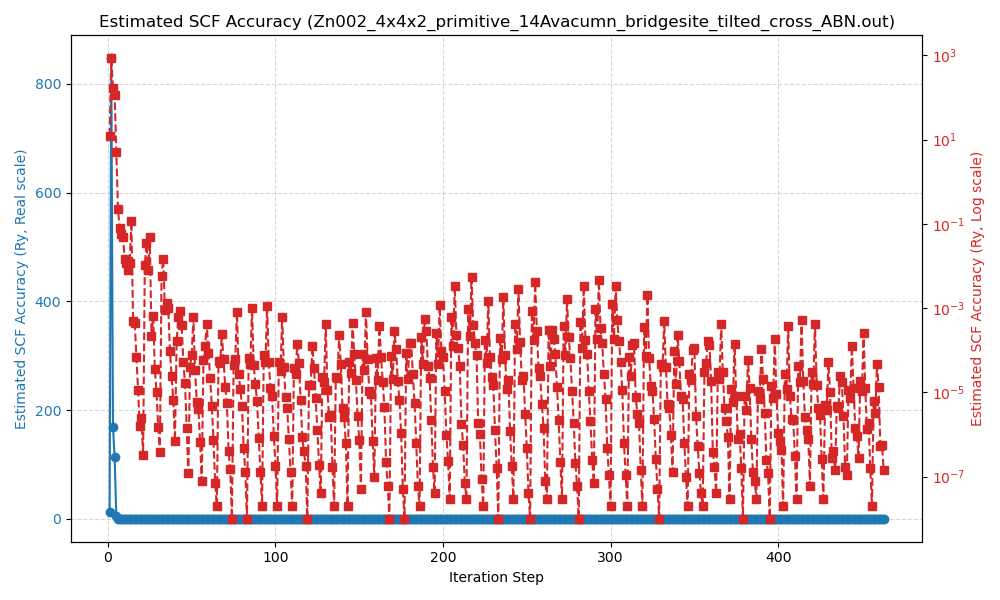 Estimated SCF Accuracy (Zn002_4x4x2_primitive_14Avacumn_bridgesite_tilted_cross_ABN.out)
Estimated SCF Accuracy (Ry, Real scale)
800
600
400
200
0
10³
10¹
10⁻¹
10⁻³
10⁻⁵
10⁻⁷
Estimated SCF Accuracy (Ry, Log scale)
0 100 200 300 400
Iteration Step